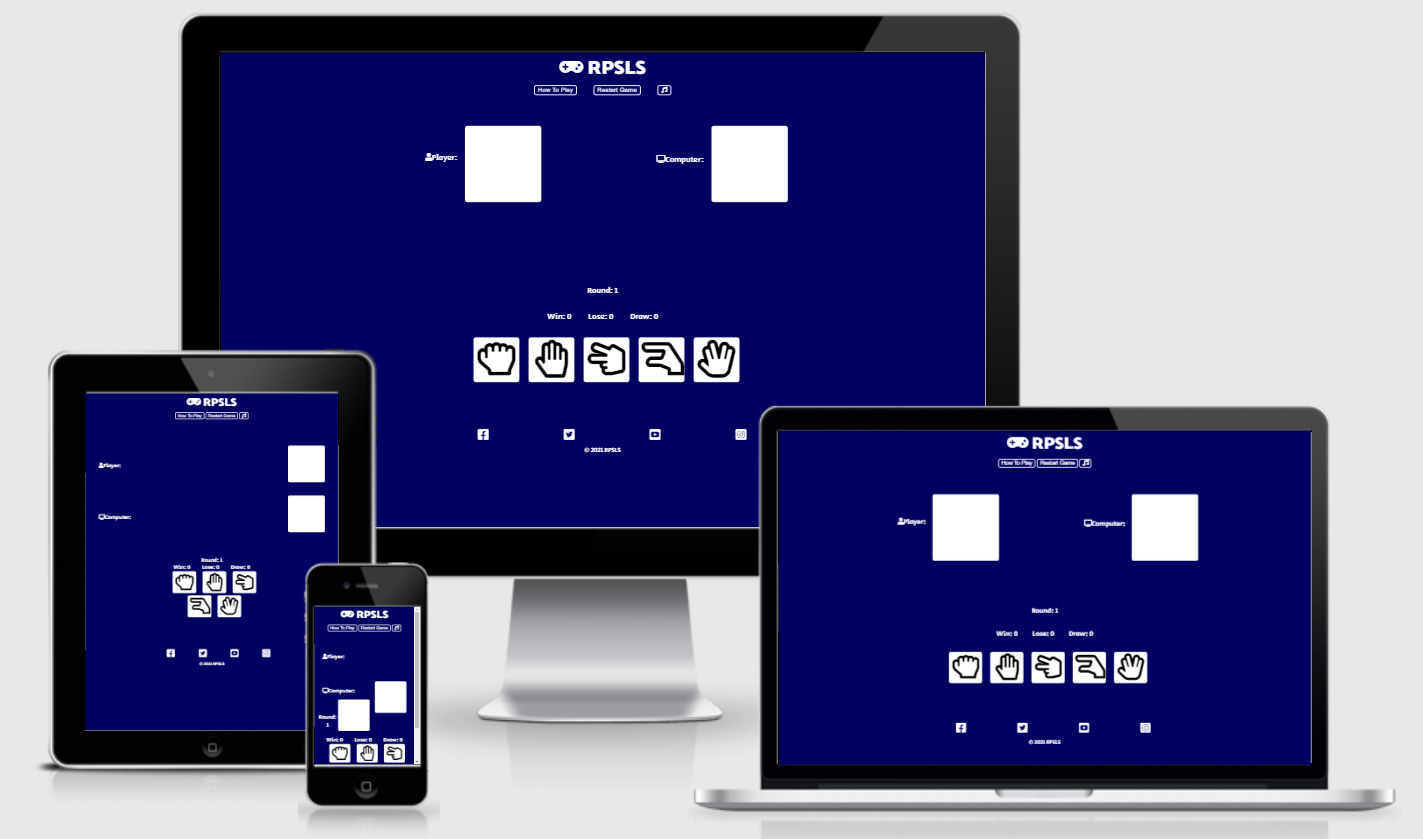 RPSLS
How To Play Restart Game
Player: Computer:
Round: 1
Win: 0 Lose: 0 Draw: 0
© 2021 RPSLS
RPSLS
How To Play Restart Game
Player:
Computer:
Round: 1
Win: 0 Lose: 0 Draw: 0
© 2021 RPSLS
RPSLS
How To Play Restart Game
Player:
Computer:
Round:
1
Win: 0 Lose: 0 Draw: 0
RPSLS
How To Play Restart Game
Player: Computer:
Round: 1
Win: 0 Lose: 0 Draw: 0
© 2021 RPSLS